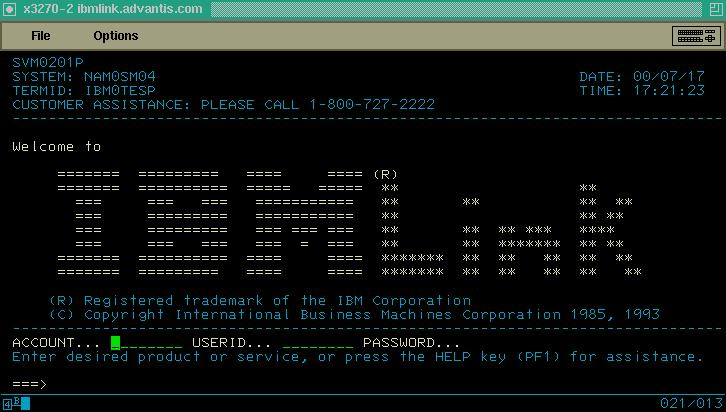 x3270-2 ibmlink.advantis.com
File Options
SVM0201P
SYSTEM: NAM0SM04 DATE: 00/07/17
TERMID: IBM0TESP TIME: 17:21:23
CUSTOMER ASSISTANCE: PLEASE CALL 1-800-727-2222
Welcome to
IBMLink (R)
(R) Registered trademark of the IBM Corporation
(C) Copyright International Business Machines Corporation 1985, 1993
ACCOUNT... ________ USERID... ________ PASSWORD...
Enter desired product or service, or press the HELP key (PF1) for assistance.
===>
4B 021/013